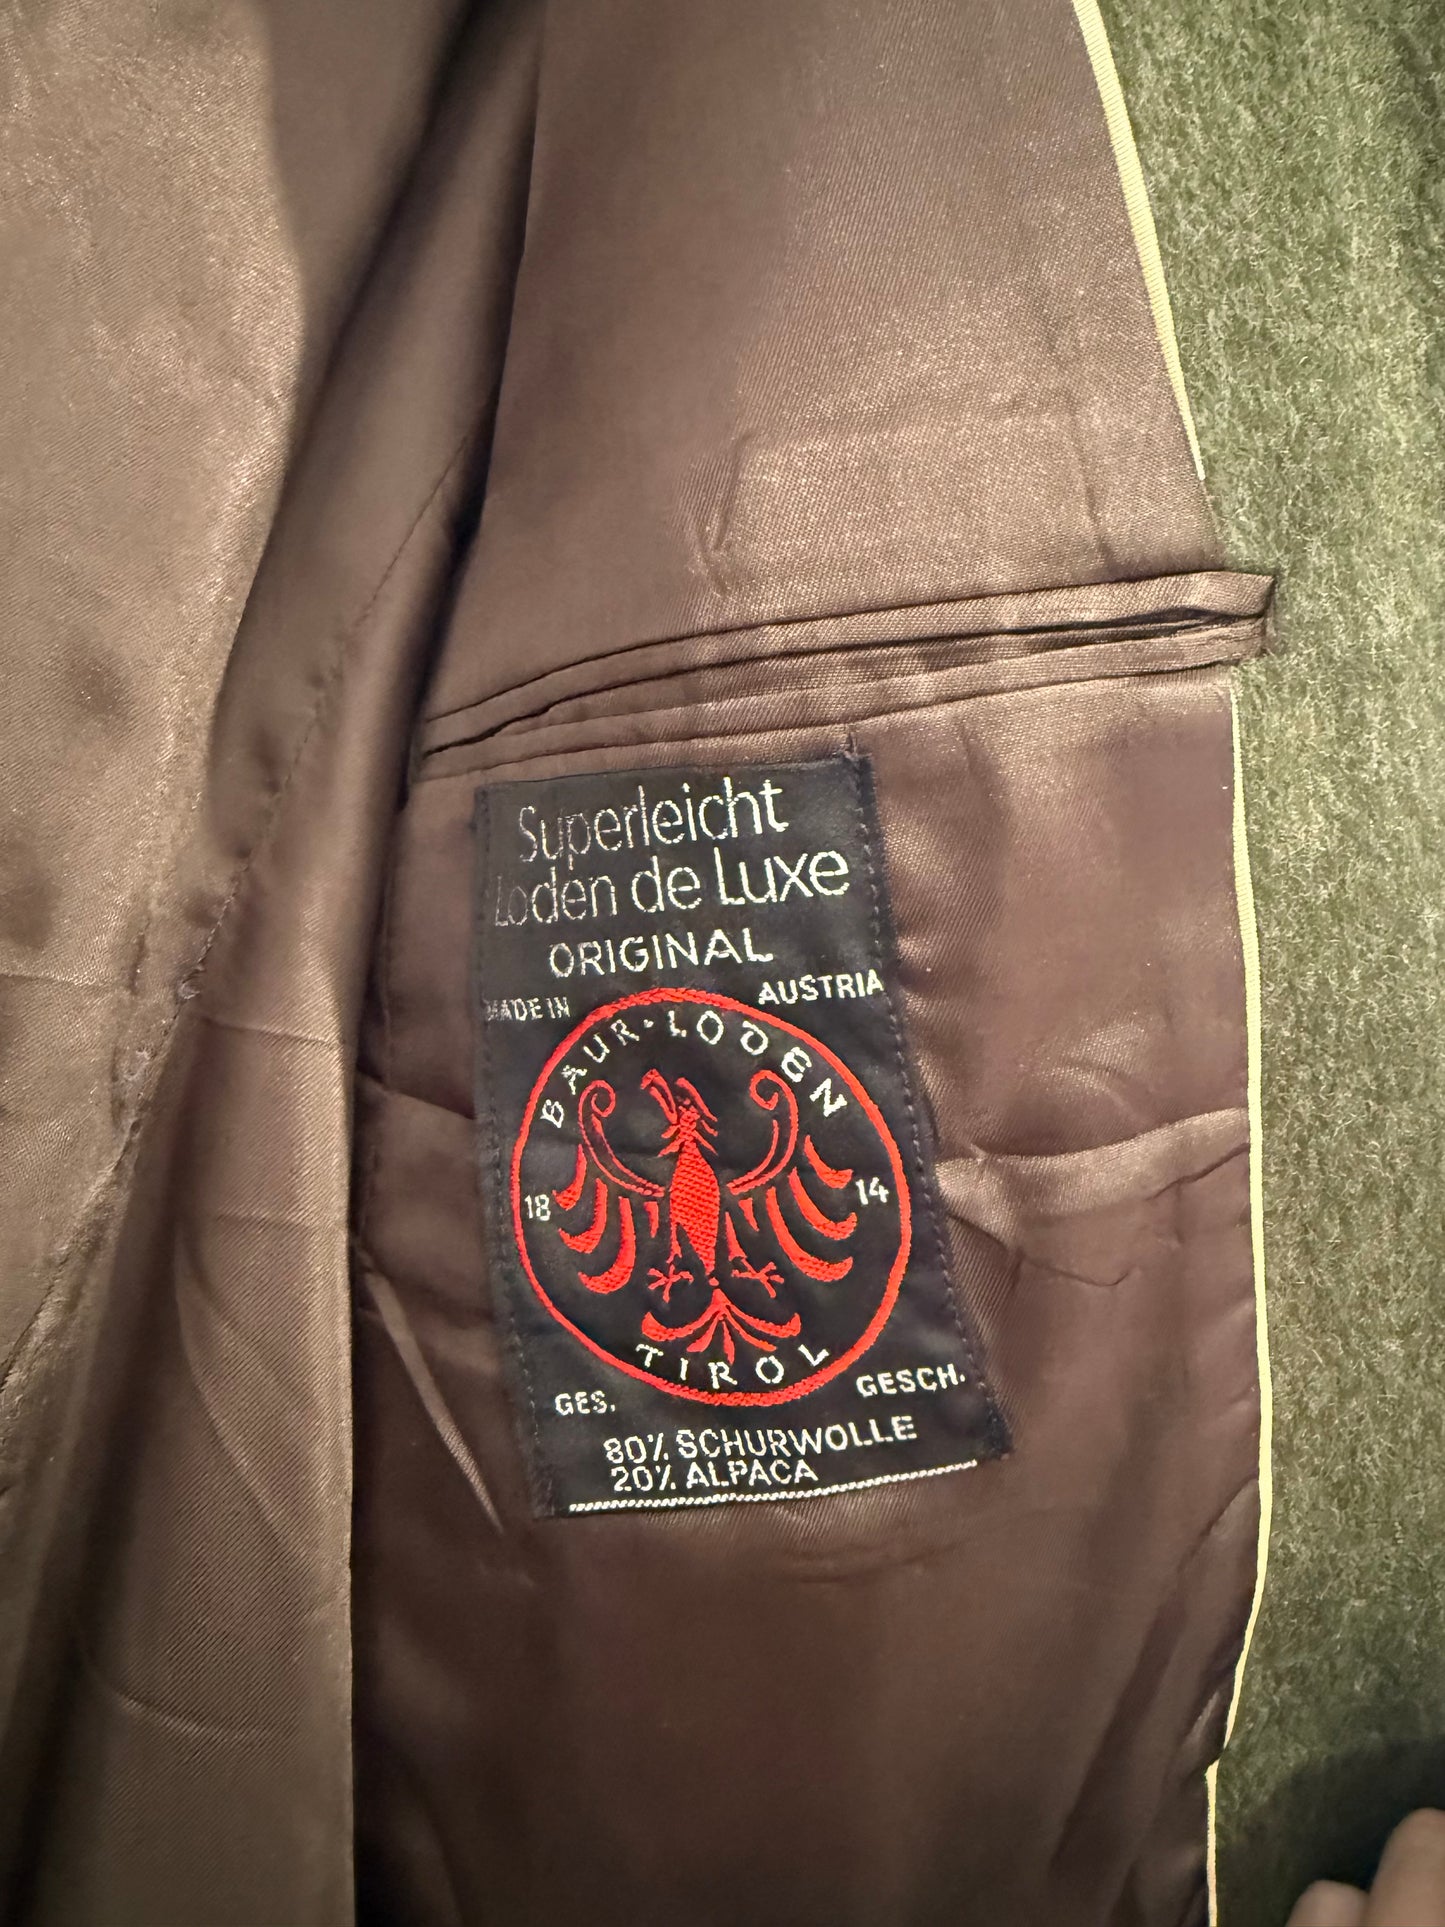 Superleicht
Loden de Luxe
ORIGINAL
MADE IN AUSTRIA
BAUR·LODEN
18 14
TIROL
GES. GESCH.
80% SCHURWOLLE
20% ALPACA